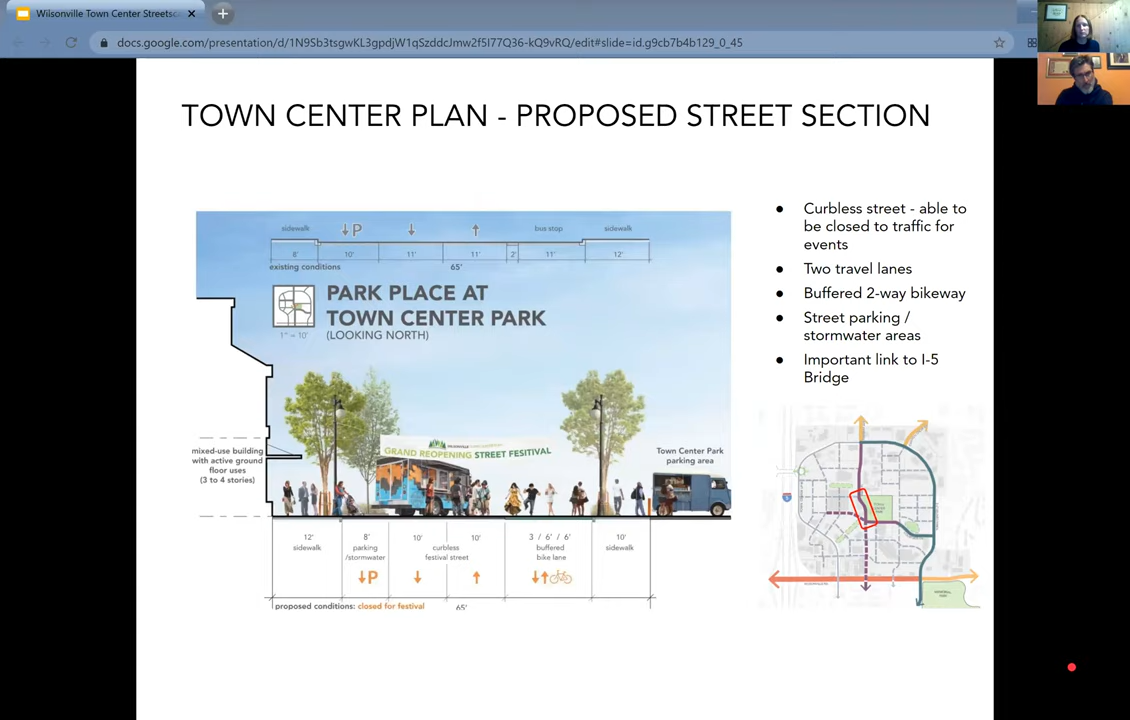 Wilsonville Town Center Streetsc
docs.google.com/presentation/d/1N9Sb3tsgwKL3gpdjW1qSzddcJmw2f5I77Q36-kQ9vRQ/edit#slide=id.g9cb7b4b129_0_45
TOWN CENTER PLAN - PROPOSED STREET SECTION
sidewalk P bus stop sidewalk
8' 10' 11' 11' 2' 11' 12'
existing conditions 65'
PARK PLACE AT
TOWN CENTER PARK
(LOOKING NORTH)
1" = 10'
GRAND REOPENING STREET FESITIVAL
mixed-use building
with active ground
floor uses
(3 to 4 stories)
Town Center Park
parking area
12' 8' 10' 10' 3 / 6' / 6' 10'
sidewalk parking /stormwater curbless festival street buffered bike lane sidewalk
P
proposed conditions: closed for festival 65'
• Curbless street - able to
be closed to traffic for
events
• Two travel lanes
• Buffered 2-way bikeway
• Street parking /
stormwater areas
• Important link to I-5
Bridge